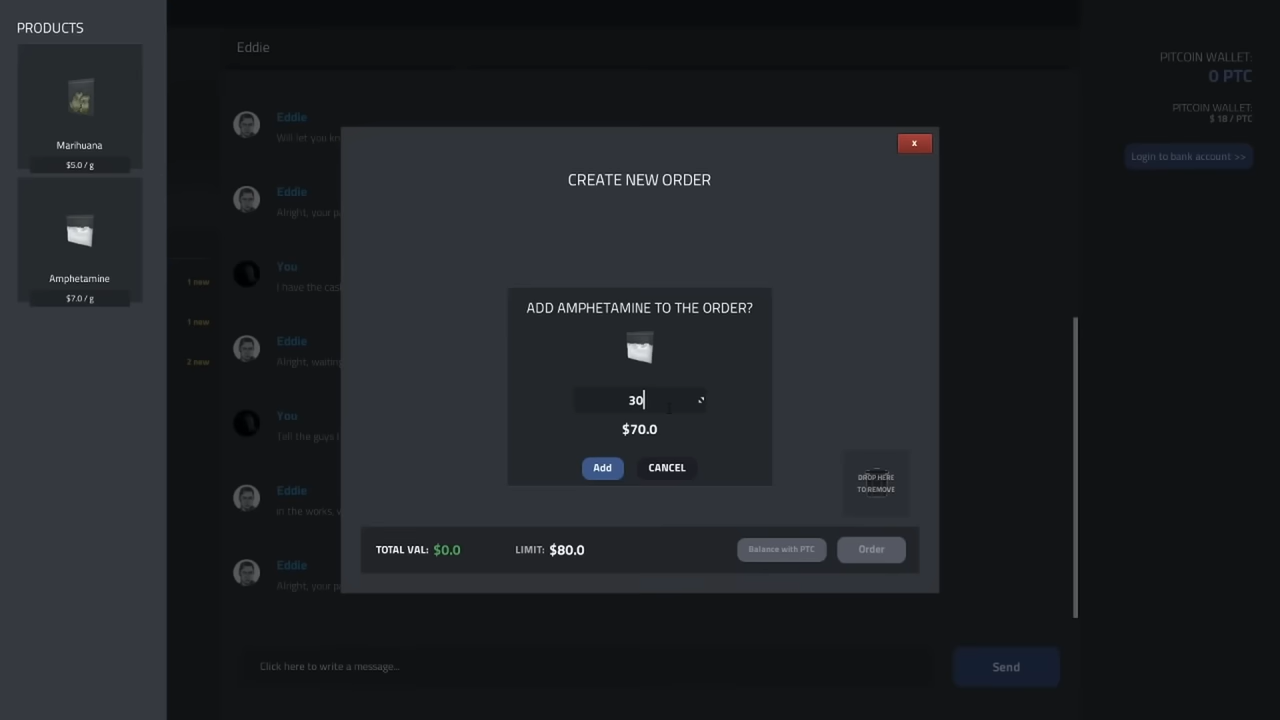 PRODUCTS
Marihuana
$5.0 / g
Amphetamine
$7.0 / g
1 new
1 new
2 new
Eddie
Eddie
Will let you kn
Eddie
Alright, your p
You
I have the cas
Eddie
Alright, waitin
You
Tell the guys I
Eddie
in the works, 
Eddie
Alright, your p
x
CREATE NEW ORDER
ADD AMPHETAMINE TO THE ORDER?
30
$70.0
Add
CANCEL
DROP HERE
TO REMOVE
TOTAL VAL: $0.0
LIMIT: $80.0
Balance with PTC
Order
Click here to write a message...
Send
PITCOIN WALLET:
0 PTC
PITCOIN WALLET:
$ 18 / PTC
Login to bank account >>